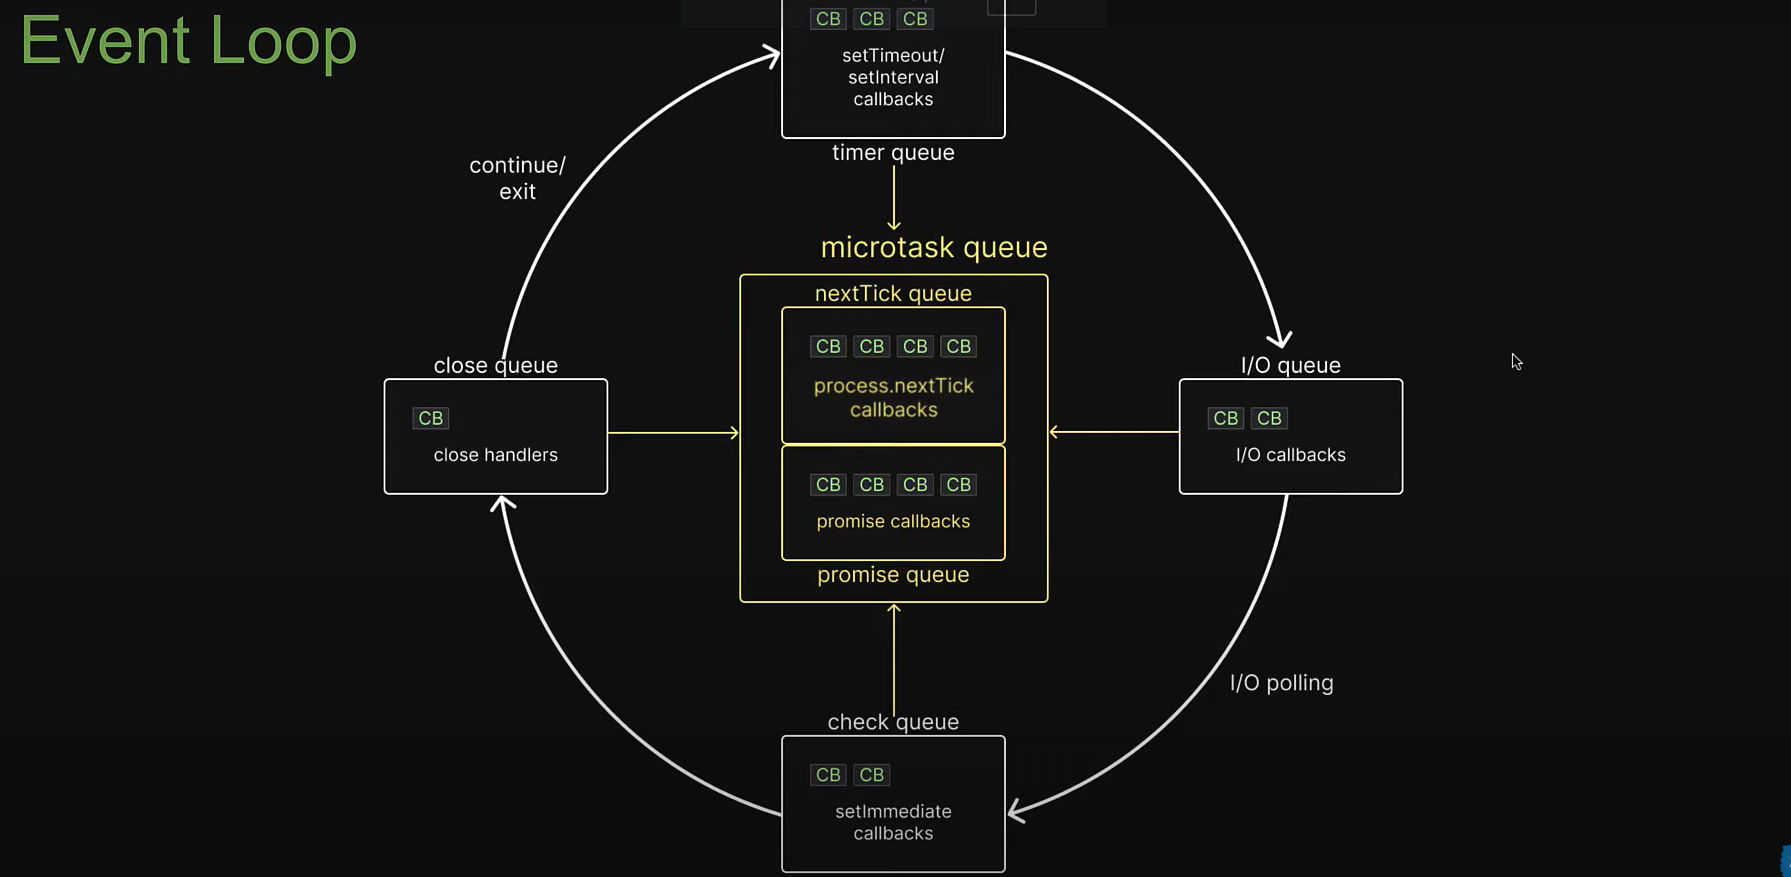 Event Loop
CB CB CB
setTimeout/
setInterval
callbacks
timer queue
continue/
exit
microtask queue
nextTick queue
CB CB CB CB
process.nextTick
callbacks
CB CB CB CB
promise callbacks
promise queue
close queue
CB
close handlers
I/O queue
CB CB
I/O callbacks
I/O polling
check queue
CB CB
setImmediate
callbacks